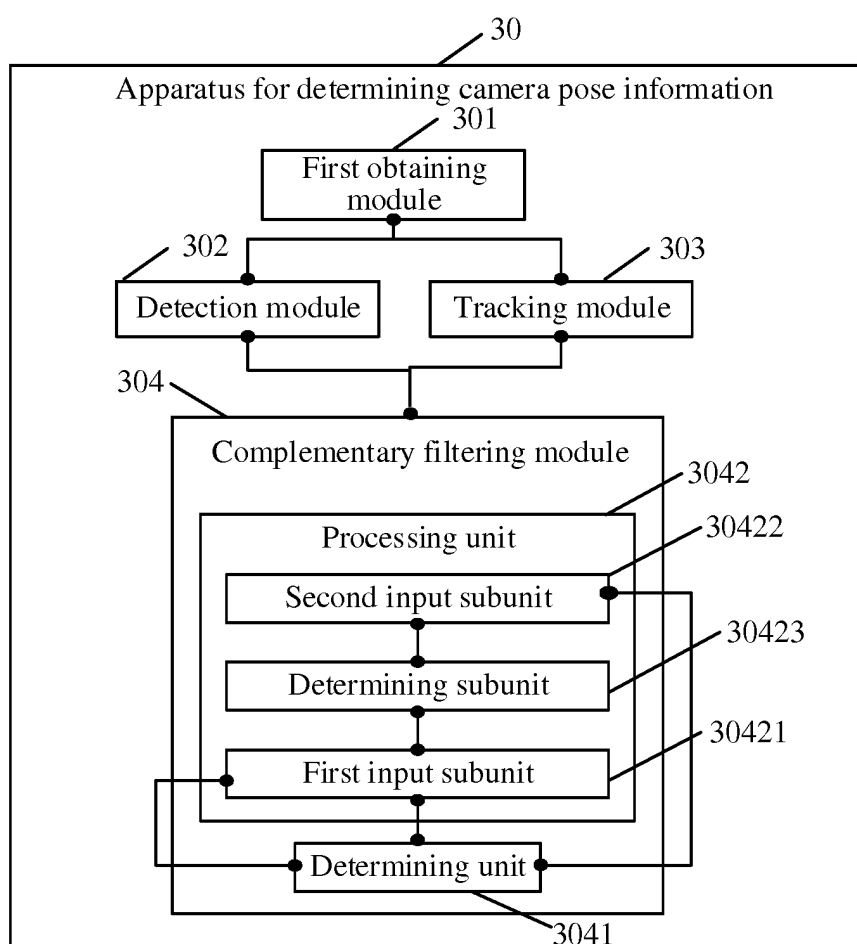 30
Apparatus for determining camera pose information
301
First obtaining
module
302
303
Detection module
Tracking module
304
Complementary filtering module
3042
Processing unit
30422
Second input subunit
30423
Determining subunit
30421
First input subunit
Determining unit
3041